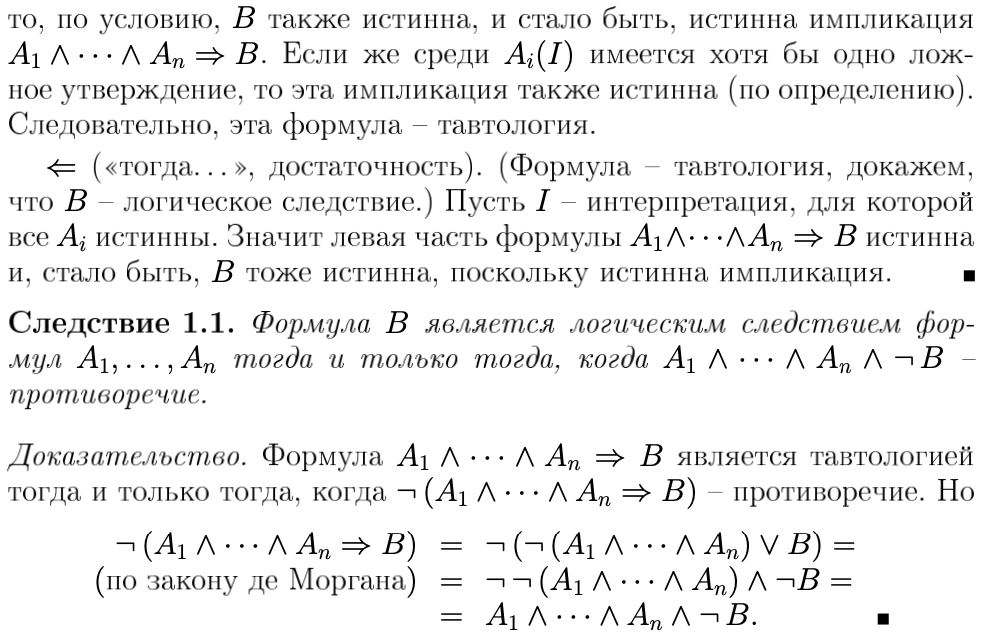 то, по условию, B также истинна, и стало быть, истинна импликация
A₁ ∧ ⋯ ∧ Aₙ ⇒ B. Если же среди Aᵢ(I) имеется хотя бы одно лож-
ное утверждение, то эта импликация также истинна (по определению).
Следовательно, эта формула – тавтология.
⇐ («тогда…», достаточность). (Формула – тавтология, докажем,
что B – логическое следствие.) Пусть I – интерпретация, для которой
все Aᵢ истинны. Значит левая часть формулы A₁∧⋯∧Aₙ ⇒ B истинна
и, стало быть, B тоже истинна, поскольку истинна импликация. ■
Следствие 1.1. Формула B является логическим следствием фор-
мул A₁, …, Aₙ тогда и только тогда, когда A₁ ∧ ⋯ ∧ Aₙ ∧ ¬ B –
противоречие.
Доказательство. Формула A₁ ∧ ⋯ ∧ Aₙ ⇒ B является тавтологией
тогда и только тогда, когда ¬ (A₁ ∧ ⋯ ∧ Aₙ ⇒ B) – противоречие. Но
¬ (A₁ ∧ ⋯ ∧ Aₙ ⇒ B) = ¬ (¬ (A₁ ∧ ⋯ ∧ Aₙ) ∨ B) =
(по закону де Моргана) = ¬ ¬ (A₁ ∧ ⋯ ∧ Aₙ) ∧ ¬B =
= A₁ ∧ ⋯ ∧ Aₙ ∧ ¬ B. ■